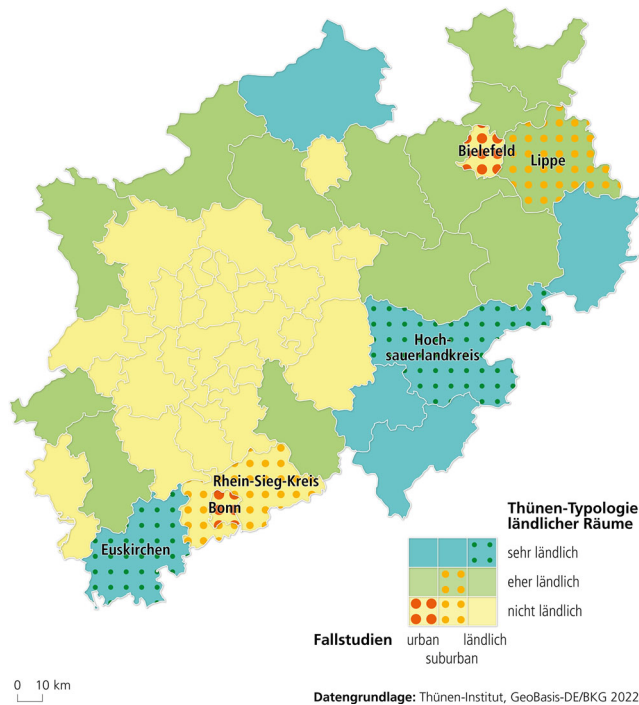 Bielefeld
Lippe
Hoch-
sauerlandkreis
Rhein-Sieg-Kreis
Bonn
Euskirchen
Thünen-Typologie
ländlicher Räume
sehr ländlich
eher ländlich
nicht ländlich
Fallstudien urban ländlich
suburban
0 10 km
Datengrundlage: Thünen-Institut, GeoBasis-DE/BKG 2022